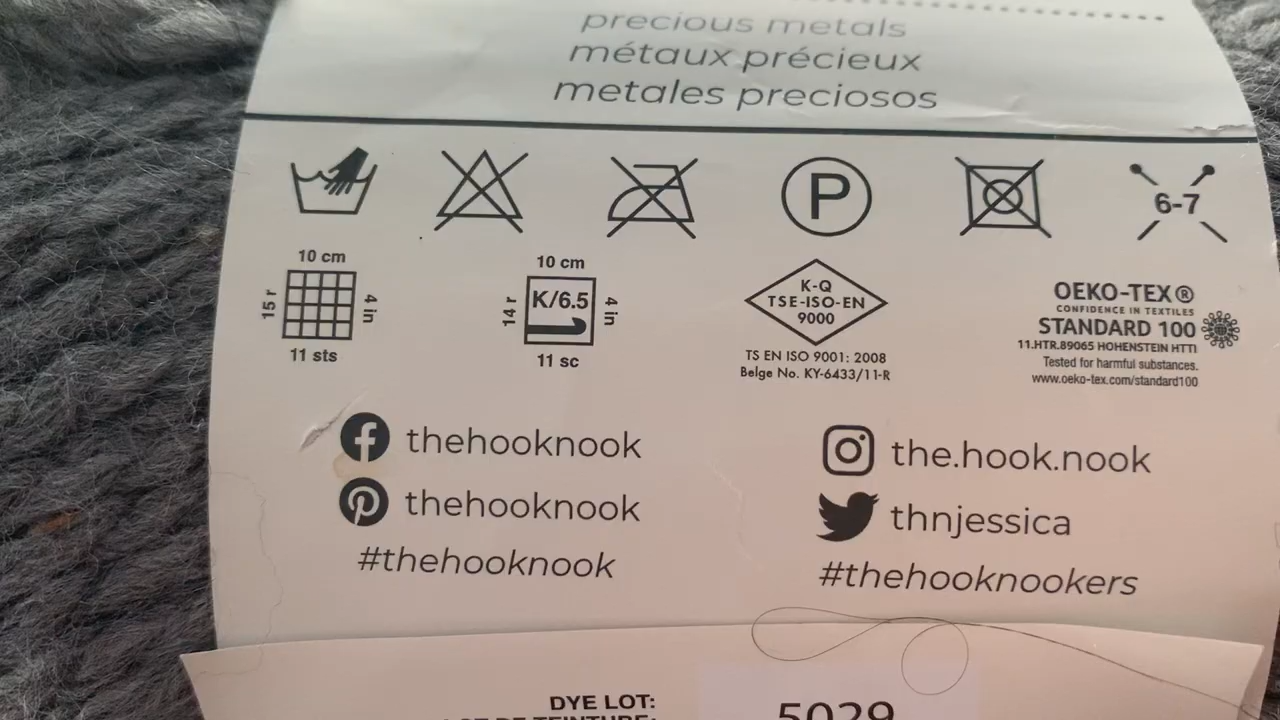 precious metals
métaux précieux
metales preciosos
P
6-7
10 cm
15 r
4 in
11 sts
10 cm
14 r
K/6.5
4 in
11 sc
K-Q
TSE-ISO-EN
9000
TS EN ISO 9001: 2008
Belge No. KY-6433/11-R
OEKO-TEX®
CONFIDENCE IN TEXTILES
STANDARD 100
11.HTR.89065 HOHENSTEIN HTTI
Tested for harmful substances.
www.oeko-tex.com/standard100
thehooknook
the.hook.nook
thehooknook
thnjessica
#thehooknook
#thehooknookers
DYE LOT:
5029